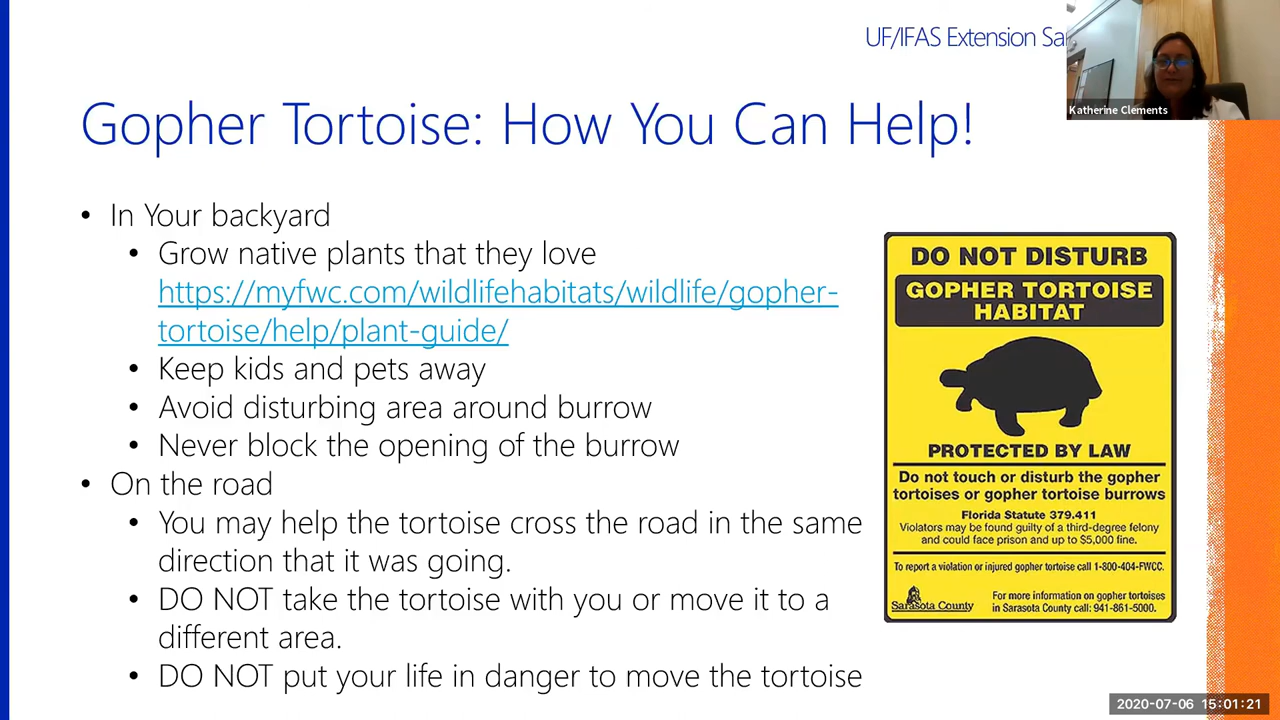 UF/IFAS Extension Sa
Katherine Clements
Gopher Tortoise: How You Can Help!
• In Your backyard
• Grow native plants that they love
https://myfwc.com/wildlifehabitats/wildlife/gopher-
tortoise/help/plant-guide/
• Keep kids and pets away
• Avoid disturbing area around burrow
• Never block the opening of the burrow
• On the road
• You may help the tortoise cross the road in the same
direction that it was going.
• DO NOT take the tortoise with you or move it to a
different area.
• DO NOT put your life in danger to move the tortoise
DO NOT DISTURB
GOPHER TORTOISE
HABITAT
PROTECTED BY LAW
Do not touch or disturb the gopher
tortoises or gopher tortoise burrows
Florida Statute 379.411
Violators may be found guilty of a third-degree felony
and could face prison and up to $5,000 fine.
To report a violation or injured gopher tortoise call 1-800-404-FWCC.
Sarasota County
For more information on gopher tortoises
in Sarasota County call: 941-861-5000.
2020-07-06 15:01:21